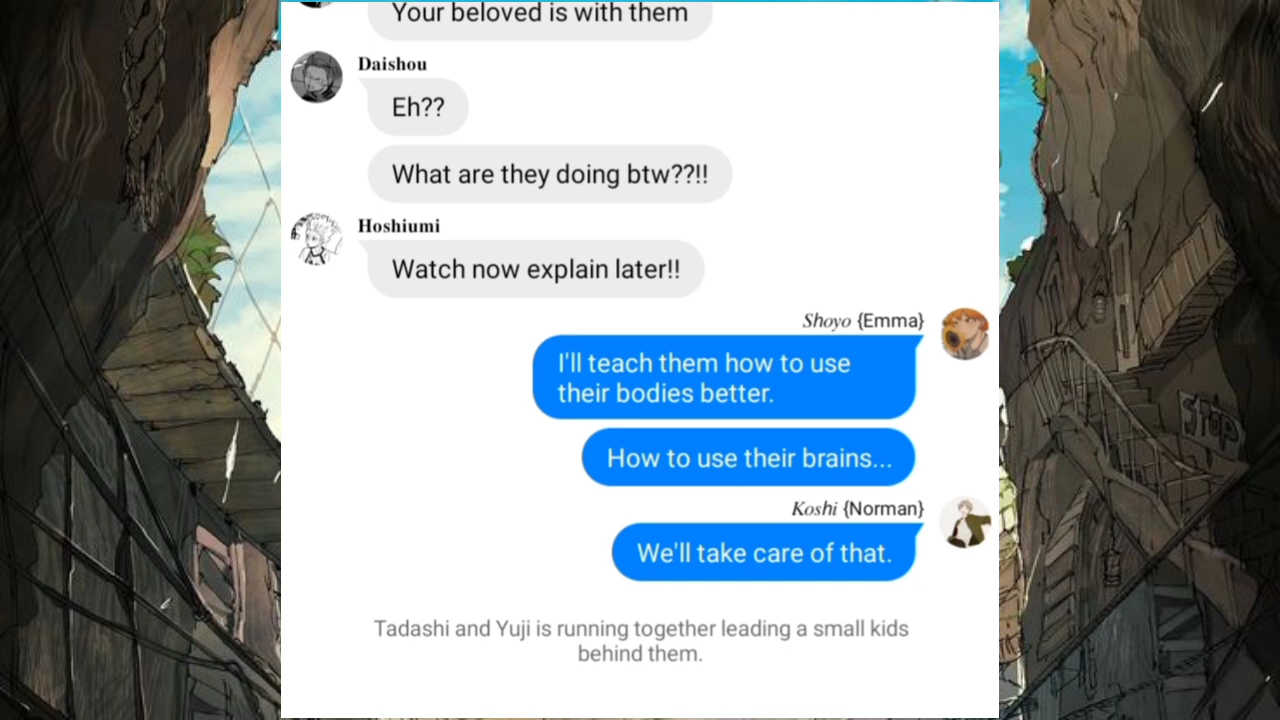 Your beloved is with them
Daishou
Eh??
What are they doing btw??!!
Hoshiumi
Watch now explain later!!
Shoyo {Emma}
I'll teach them how to use
their bodies better.
How to use their brains...
Koshi {Norman}
We'll take care of that.
Tadashi and Yuji is running together leading a small kids
behind them.
STOP